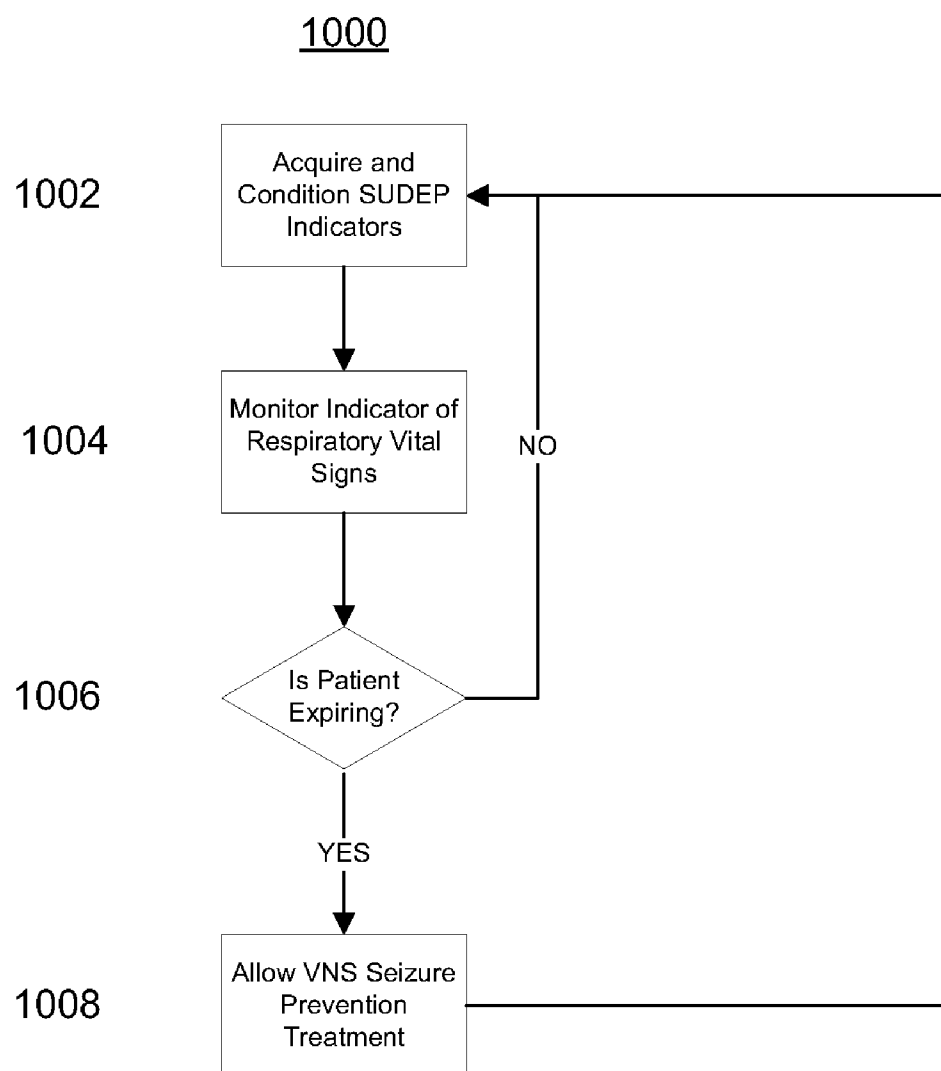 1000
1002
Acquire and
Condition SUDEP
Indicators
1004
Monitor Indicator of
Respiratory Vital
Signs
NO
1006
Is Patient
Expiring?
YES
1008
Allow VNS Seizure
Prevention
Treatment